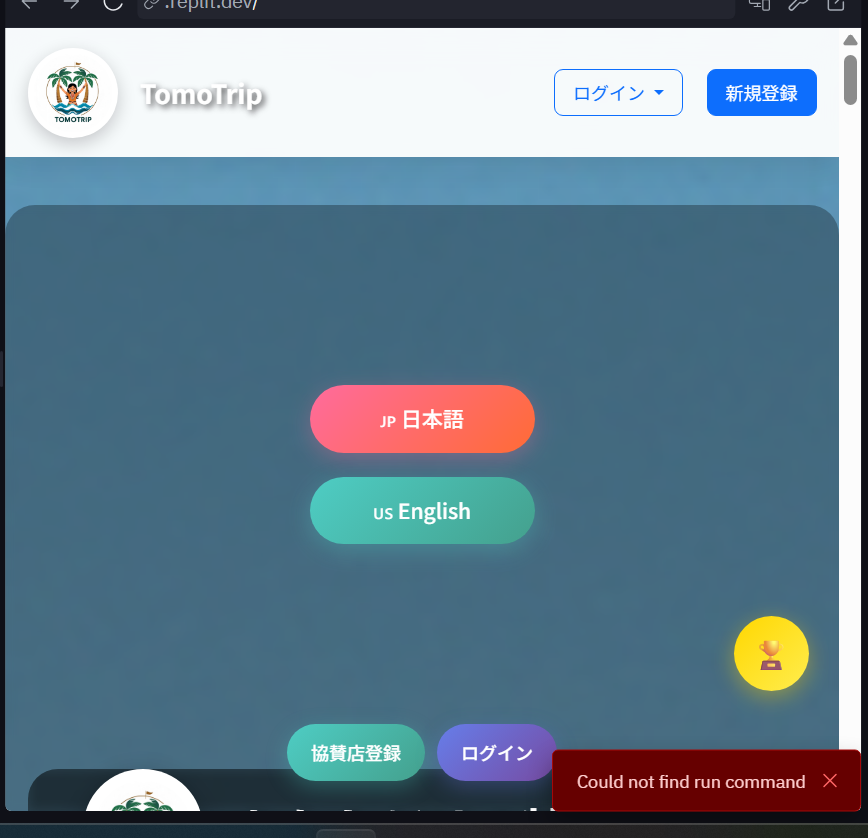 .replit.dev/
TOMOTRIP
TomoTrip
ログイン
新規登録
JP 日本語
US English
協賛店登録
ログイン
Could not find run command